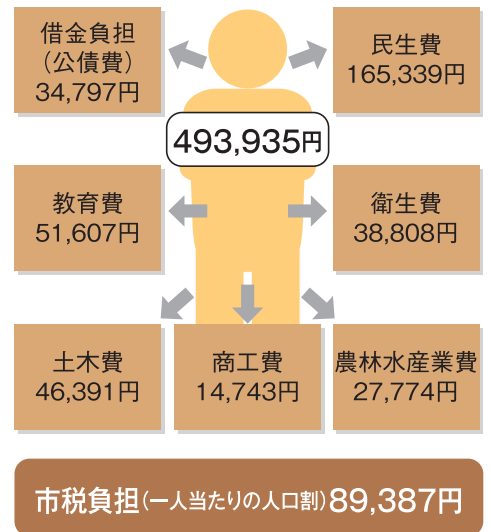 借金負担
（公債費）
34,797円
民生費
165,339円
493,935円
教育費
51,607円
衛生費
38,808円
土木費
46,391円
商工費
14,743円
農林水産業費
27,774円
市税負担（一人当たりの人口割）89,387円